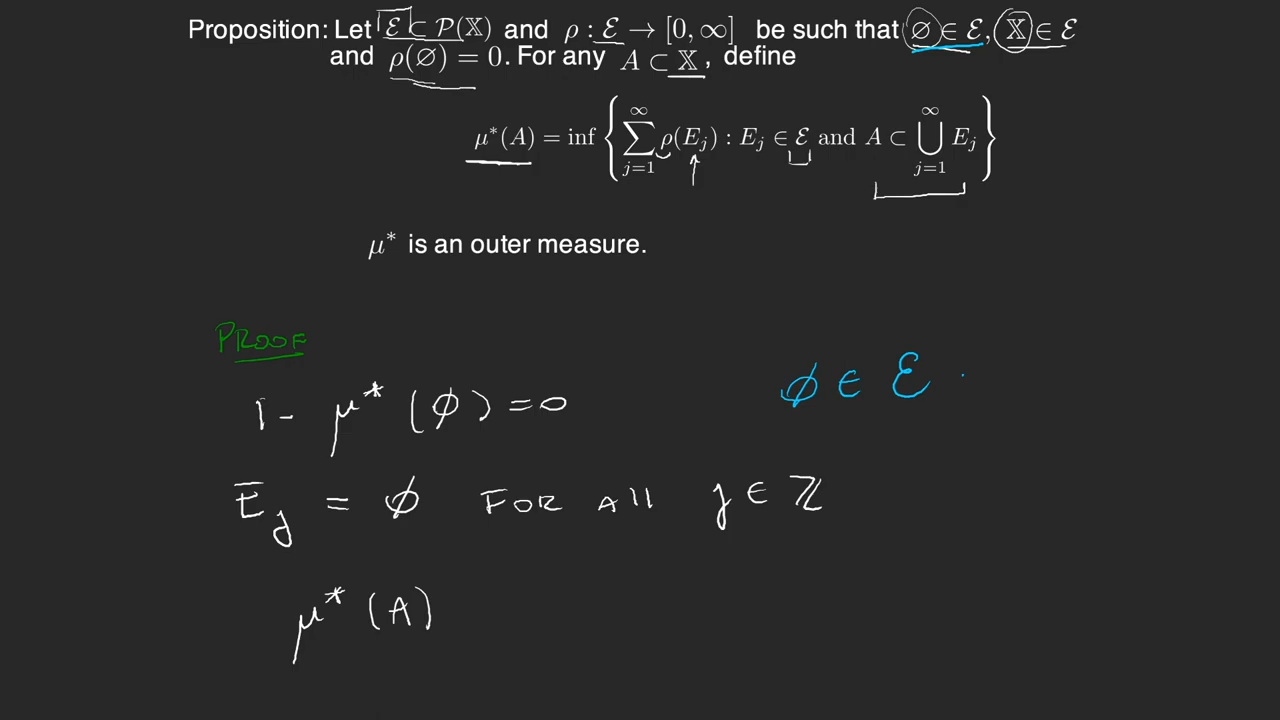 Proposition: Let ℰ ⊂ 𝒫(𝕏) and ρ : ℰ → [0, ∞] be such that ∅ ∈ ℰ, 𝕏 ∈ ℰ
and ρ(∅) = 0. For any A ⊂ 𝕏, define
μ*(A) = inf { ∑_{j=1}^{∞} ρ(E_j) : E_j ∈ ℰ and A ⊂ ⋃_{j=1}^{∞} E_j }
μ* is an outer measure.
PROOF
1- μ*(∅) = 0
∅ ∈ ℰ
E_j = ∅ FOR All j ∈ ℤ
μ*(A)